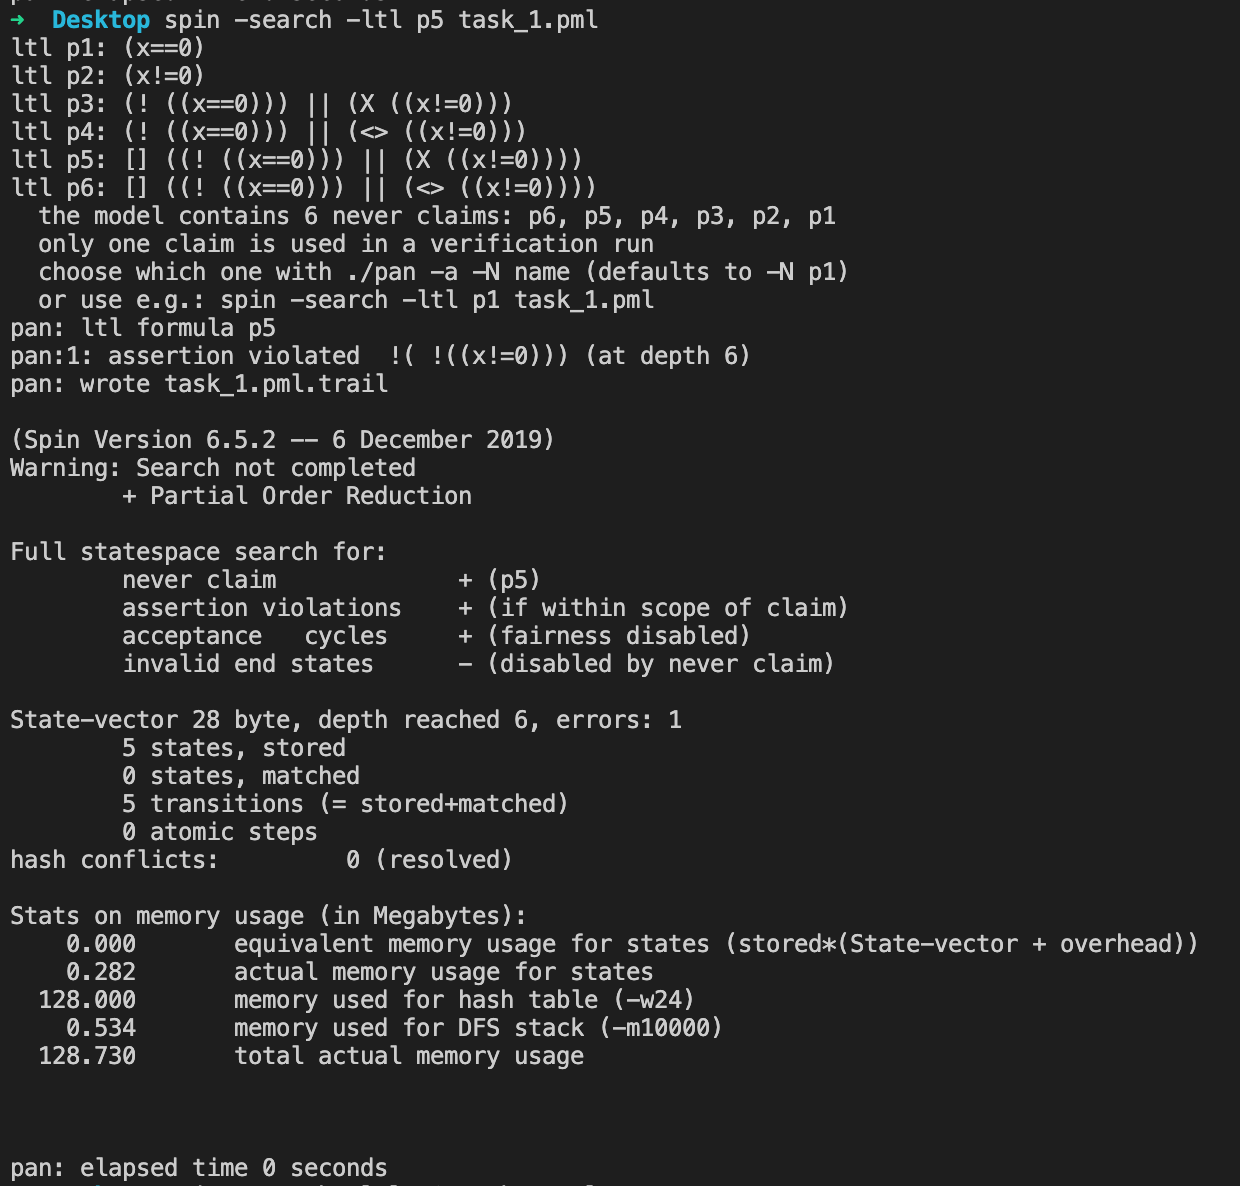 ➜  Desktop spin -search -ltl p5 task_1.pml
ltl p1: (x==0)
ltl p2: (x!=0)
ltl p3: (! ((x==0))) || (X ((x!=0)))
ltl p4: (! ((x==0))) || (<> ((x!=0)))
ltl p5: [] ((! ((x==0))) || (X ((x!=0))))
ltl p6: [] ((! ((x==0))) || (<> ((x!=0))))
  the model contains 6 never claims: p6, p5, p4, p3, p2, p1
  only one claim is used in a verification run
  choose which one with ./pan -a -N name (defaults to -N p1)
  or use e.g.: spin -search -ltl p1 task_1.pml
pan: ltl formula p5
pan:1: assertion violated  !( !((x!=0))) (at depth 6)
pan: wrote task_1.pml.trail
(Spin Version 6.5.2 -- 6 December 2019)
Warning: Search not completed
        + Partial Order Reduction
Full statespace search for:
        never claim             + (p5)
        assertion violations    + (if within scope of claim)
        acceptance   cycles     + (fairness disabled)
        invalid end states      - (disabled by never claim)
State-vector 28 byte, depth reached 6, errors: 1
        5 states, stored
        0 states, matched
        5 transitions (= stored+matched)
        0 atomic steps
hash conflicts:         0 (resolved)
Stats on memory usage (in Megabytes):
    0.000       equivalent memory usage for states (stored*(State-vector + overhead))
    0.282       actual memory usage for states
  128.000       memory used for hash table (-w24)
    0.534       memory used for DFS stack (-m10000)
  128.730       total actual memory usage
pan: elapsed time 0 seconds